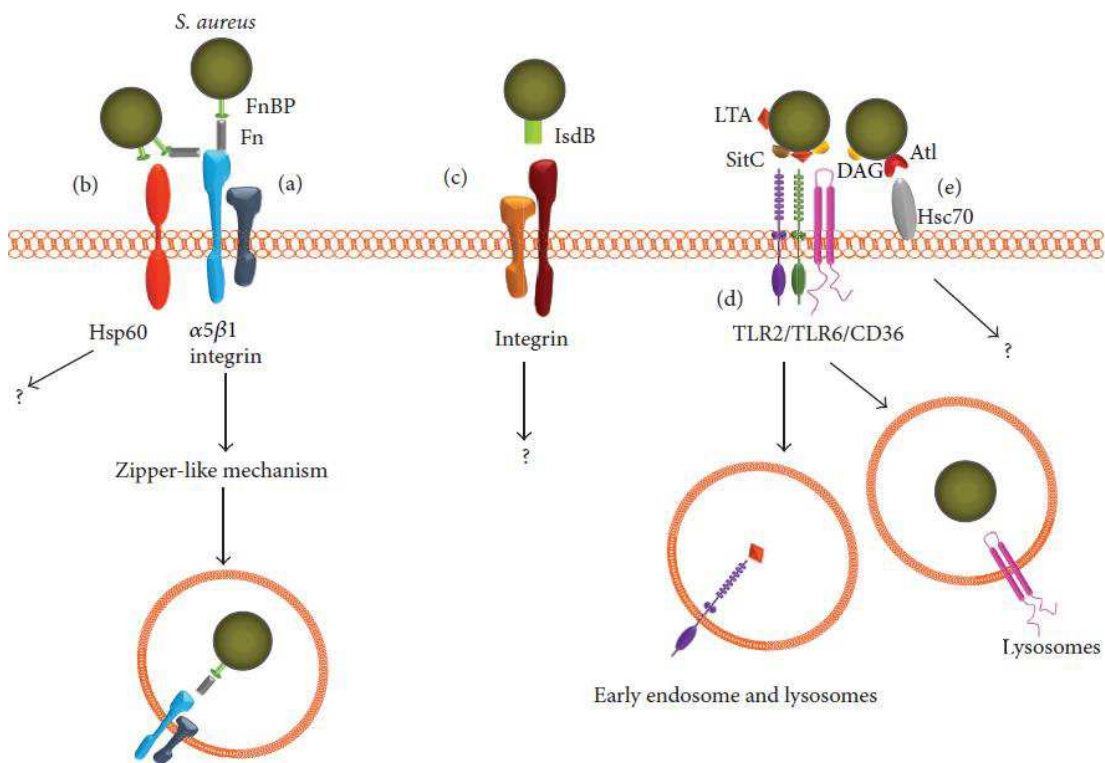 S. aureus
FnBP
Fn
(b)
(a)
Hsp60
α5β1
integrin
?
Zipper-like mechanism
IsdB
(c)
Integrin
?
LTA
SitC
DAG
Atl
(e)
Hsc70
(d)
TLR2/TLR6/CD36
?
Early endosome and lysosomes
Lysosomes